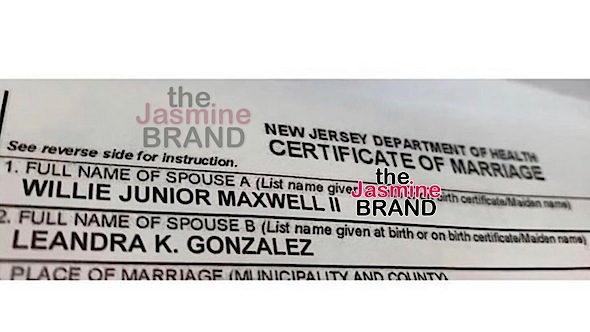 the
Jasmine
BRAND
NEW JERSEY DEPARTMENT OF HEALTH
CERTIFICATE OF MARRIAGE
See reverse side for instruction.
1. FULL NAME OF SPOUSE A (List name give birth certificate/Maiden name)
the
Jasmine
BRAND
WILLIE JUNIOR MAXWELL II
2. FULL NAME OF SPOUSE B (List name given at birth or on birth certificate/Maiden name)
LEANDRA K. GONZALEZ
PLACE OF MARRIAGE (MUNICIPALITY AND COUNTY)